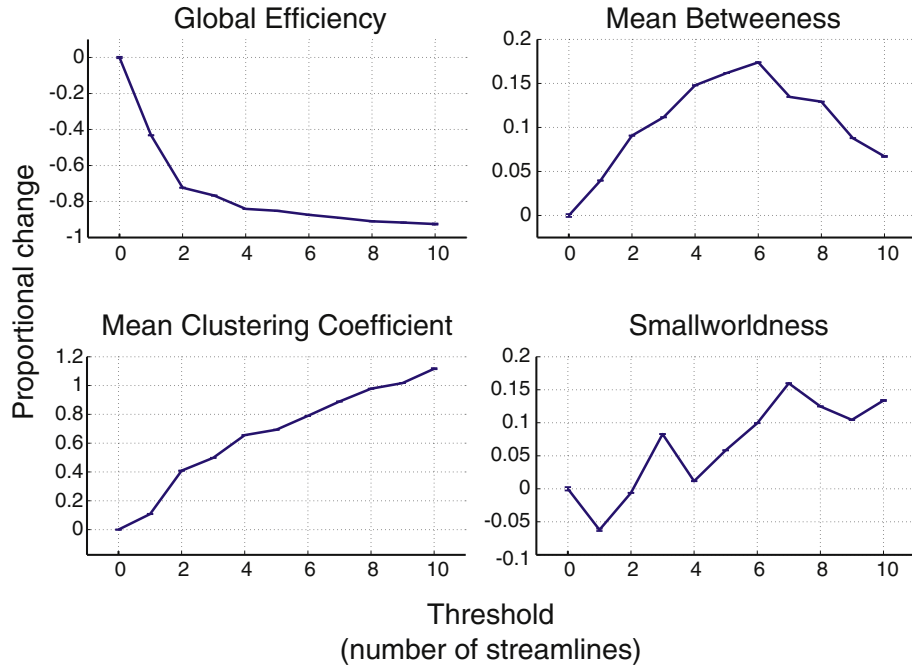 Global Efficiency
0
-0.2
-0.4
-0.6
-0.8
-1
0 2 4 6 8 10
Mean Betweeness
0.2
0.15
0.1
0.05
0
0 2 4 6 8 10
Proportional change
Mean Clustering Coefficient
1.2
1
0.8
0.6
0.4
0.2
0
0 2 4 6 8 10
Smallworldness
0.2
0.15
0.1
0.05
0
-0.05
-0.1
0 2 4 6 8 10
Threshold
(number of streamlines)